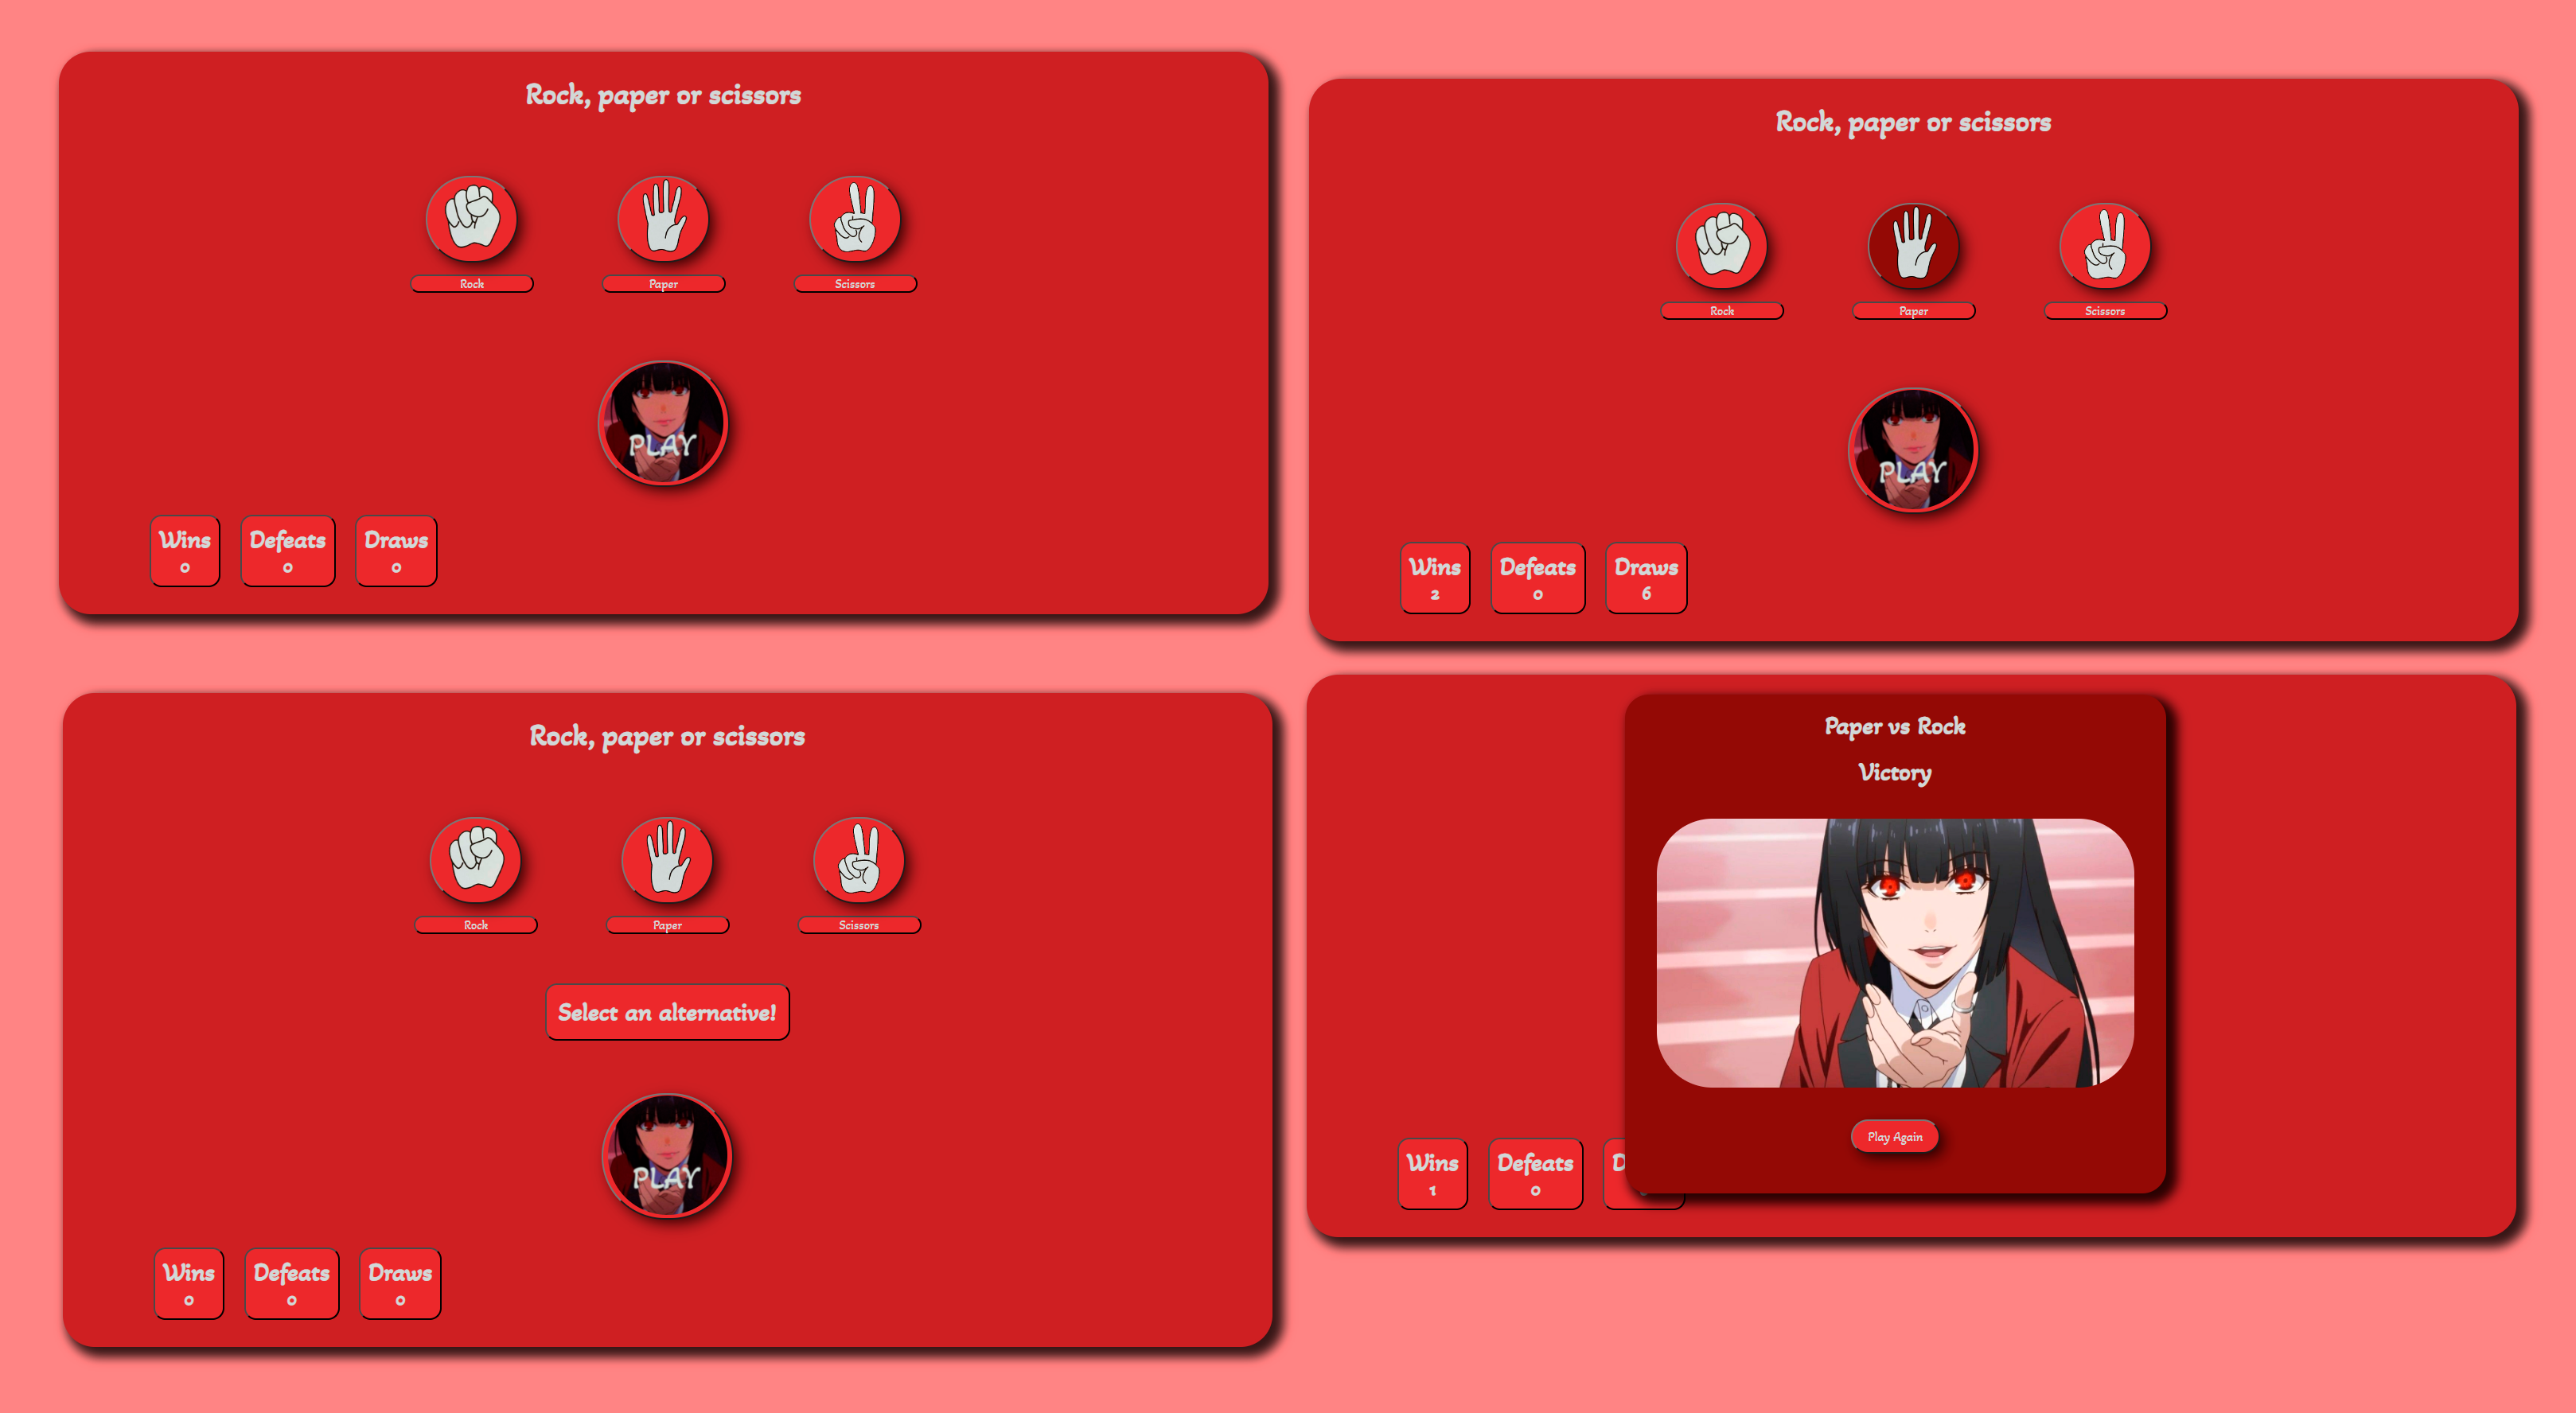 Rock, paper or scissors
Rock
Paper
Scissors
PLAY
Wins
0
Defeats
0
Draws
0
Rock, paper or scissors
Rock
Paper
Scissors
PLAY
Wins
2
Defeats
0
Draws
6
Rock, paper or scissors
Rock
Paper
Scissors
Select an alternative!
PLAY
Wins
0
Defeats
0
Draws
0
Paper vs Rock
Victory
Play Again
Wins
1
Defeats
0